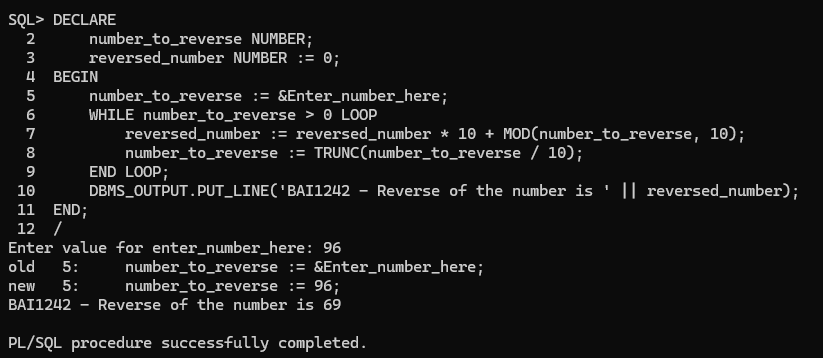 SQL> DECLARE
  2      number_to_reverse NUMBER;
  3      reversed_number NUMBER := 0;
  4  BEGIN
  5      number_to_reverse := &Enter_number_here;
  6      WHILE number_to_reverse > 0 LOOP
  7          reversed_number := reversed_number * 10 + MOD(number_to_reverse, 10);
  8          number_to_reverse := TRUNC(number_to_reverse / 10);
  9      END LOOP;
 10      DBMS_OUTPUT.PUT_LINE('BAI1242 – Reverse of the number is ' || reversed_number);
 11  END;
 12  /
Enter value for enter_number_here: 96
old   5:     number_to_reverse := &Enter_number_here;
new   5:     number_to_reverse := 96;
BAI1242 – Reverse of the number is 69

PL/SQL procedure successfully completed.